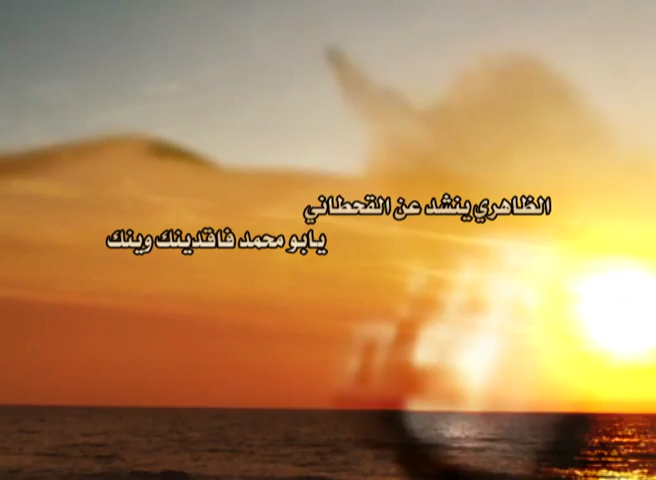 الظاهري ينشد عن القحطاني
يابو محمد فاقدينك وينك